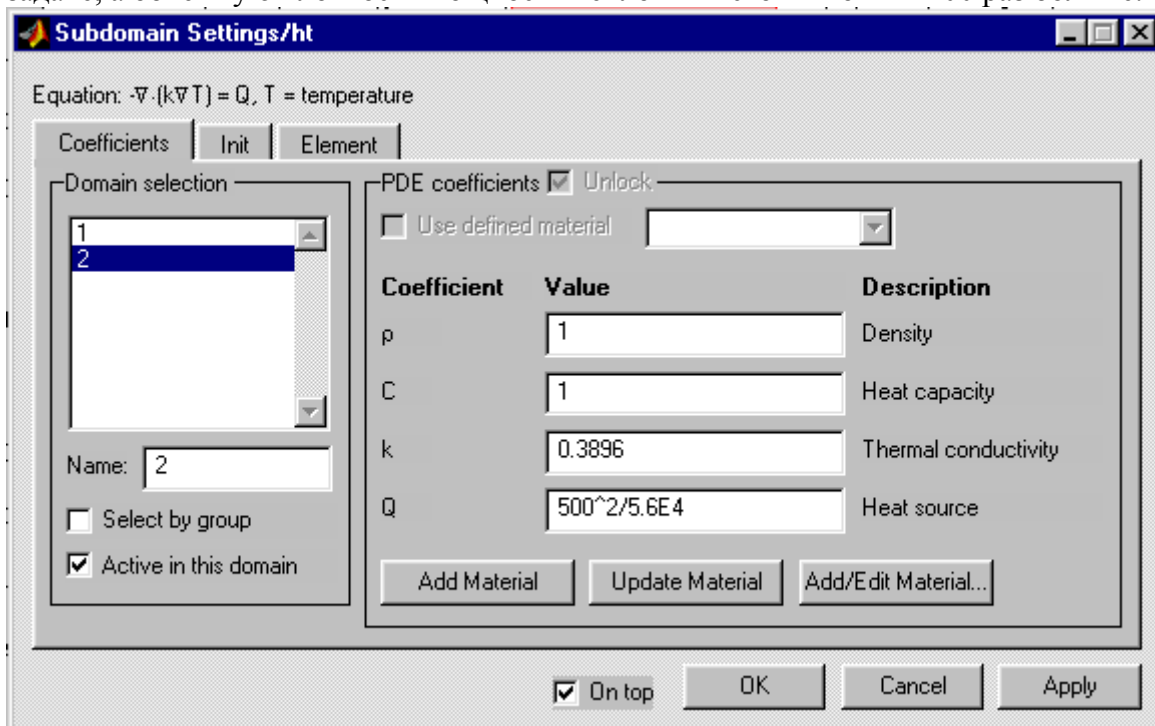 Subdomain Settings/ht
Equation: -∇·(k∇T) = Q, T = temperature
Coefficients Init Element
Domain selection
1
2
Name: 2
Select by group
Active in this domain
PDE coefficients Unlock
Use defined material
Coefficient Value Description
ρ 1 Density
C 1 Heat capacity
k 0.3896 Thermal conductivity
Q 500^2/5.6E4 Heat source
Add Material Update Material Add/Edit Material...
On top OK Cancel Apply